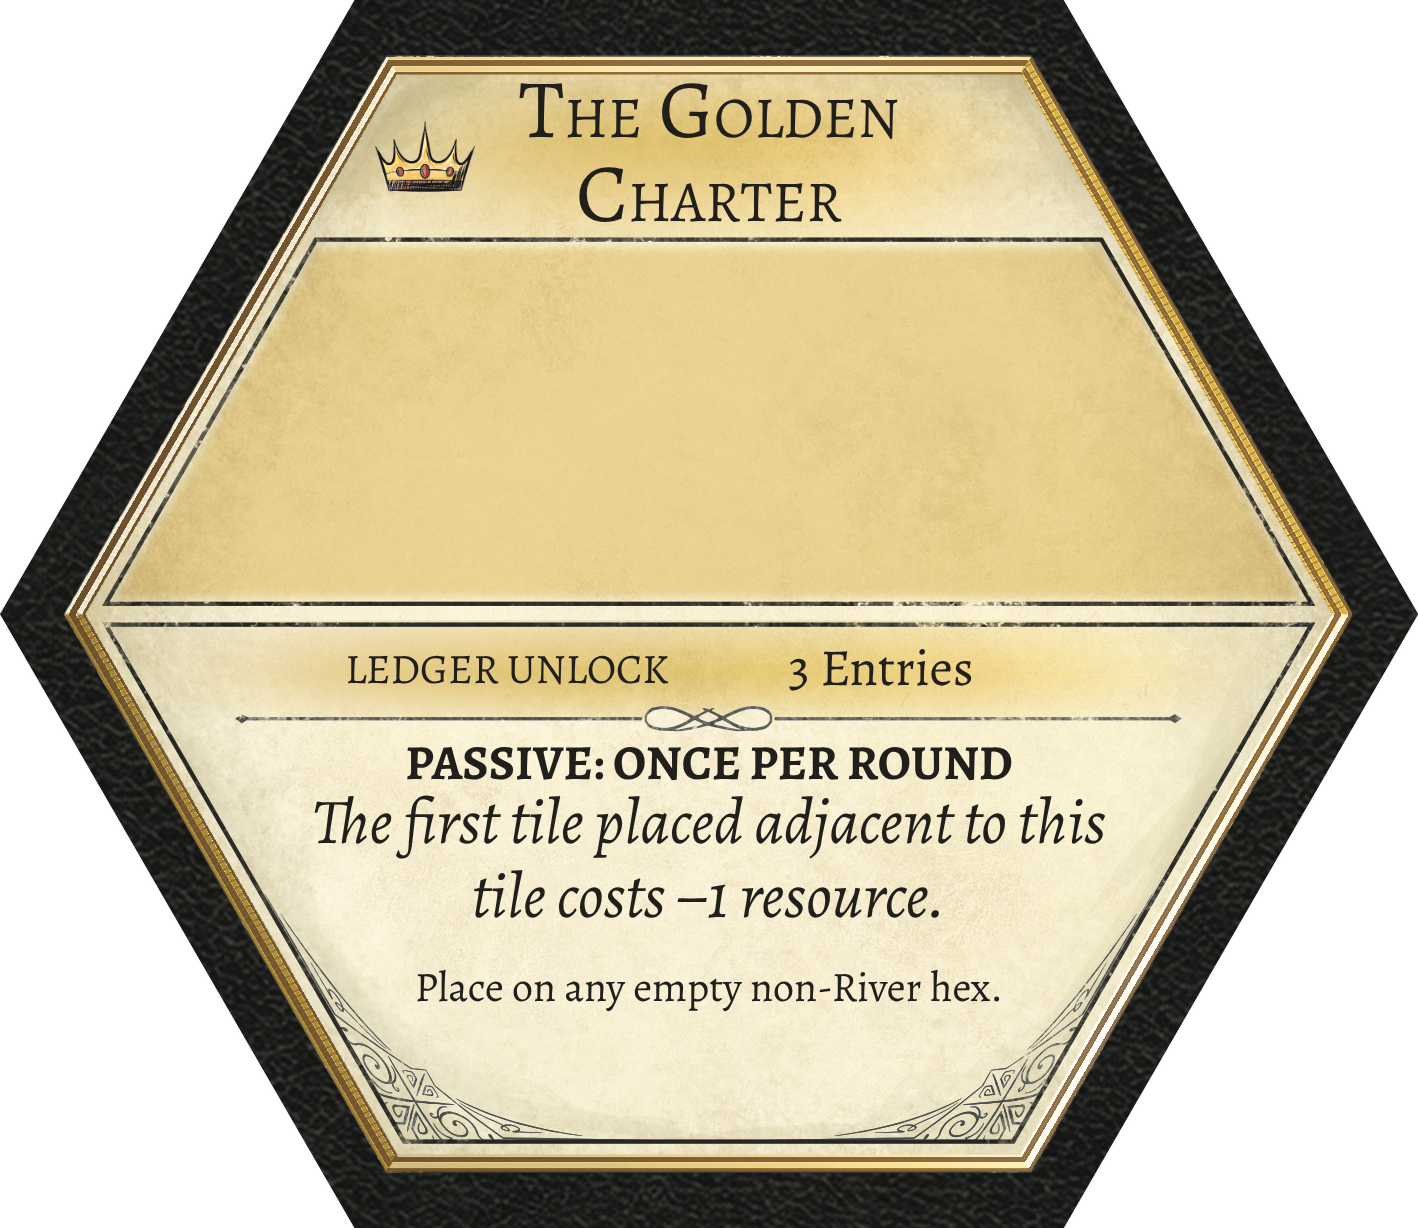 The Golden
Charter
LEDGER UNLOCK 3 Entries
PASSIVE: ONCE PER ROUND
The first tile placed adjacent to this
tile costs –1 resource.
Place on any empty non-River hex.